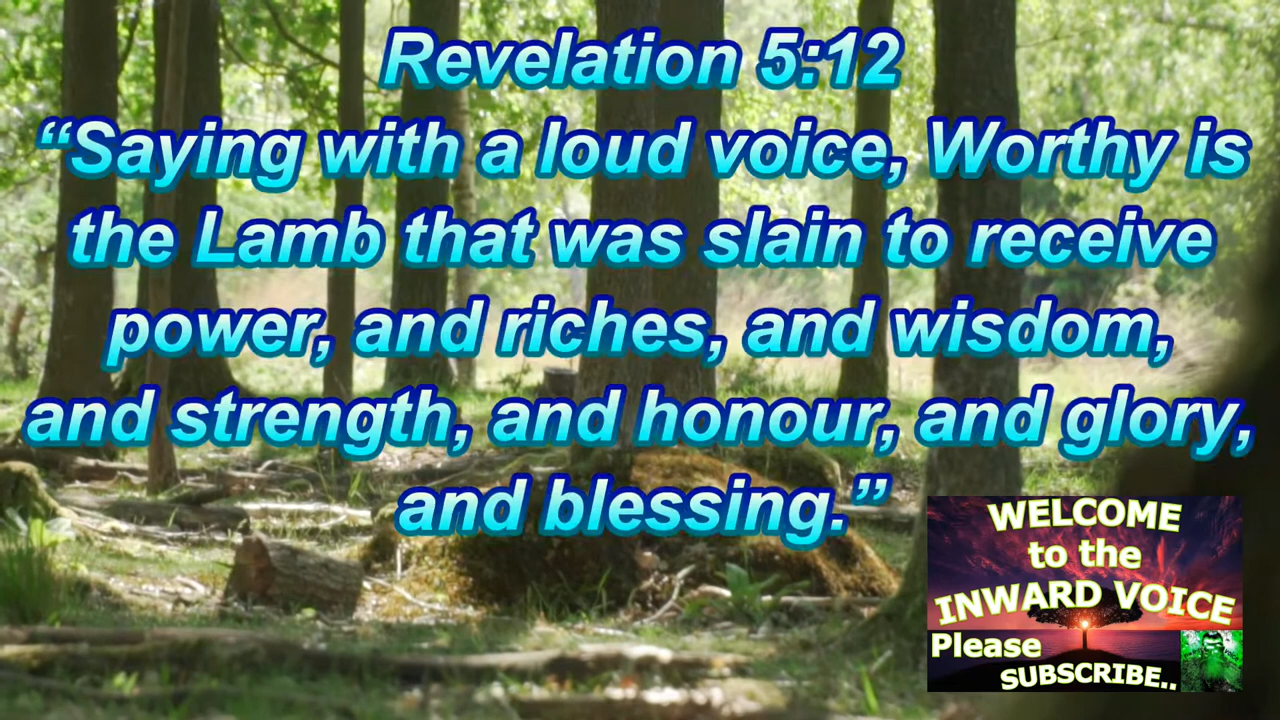 Revelation 5:12
“Saying with a loud voice, Worthy is
the Lamb that was slain to receive
power, and riches, and wisdom,
and strength, and honour, and glory,
and blessing.”
WELCOME
to the
INWARD VOICE
Please
SUBSCRIBE..